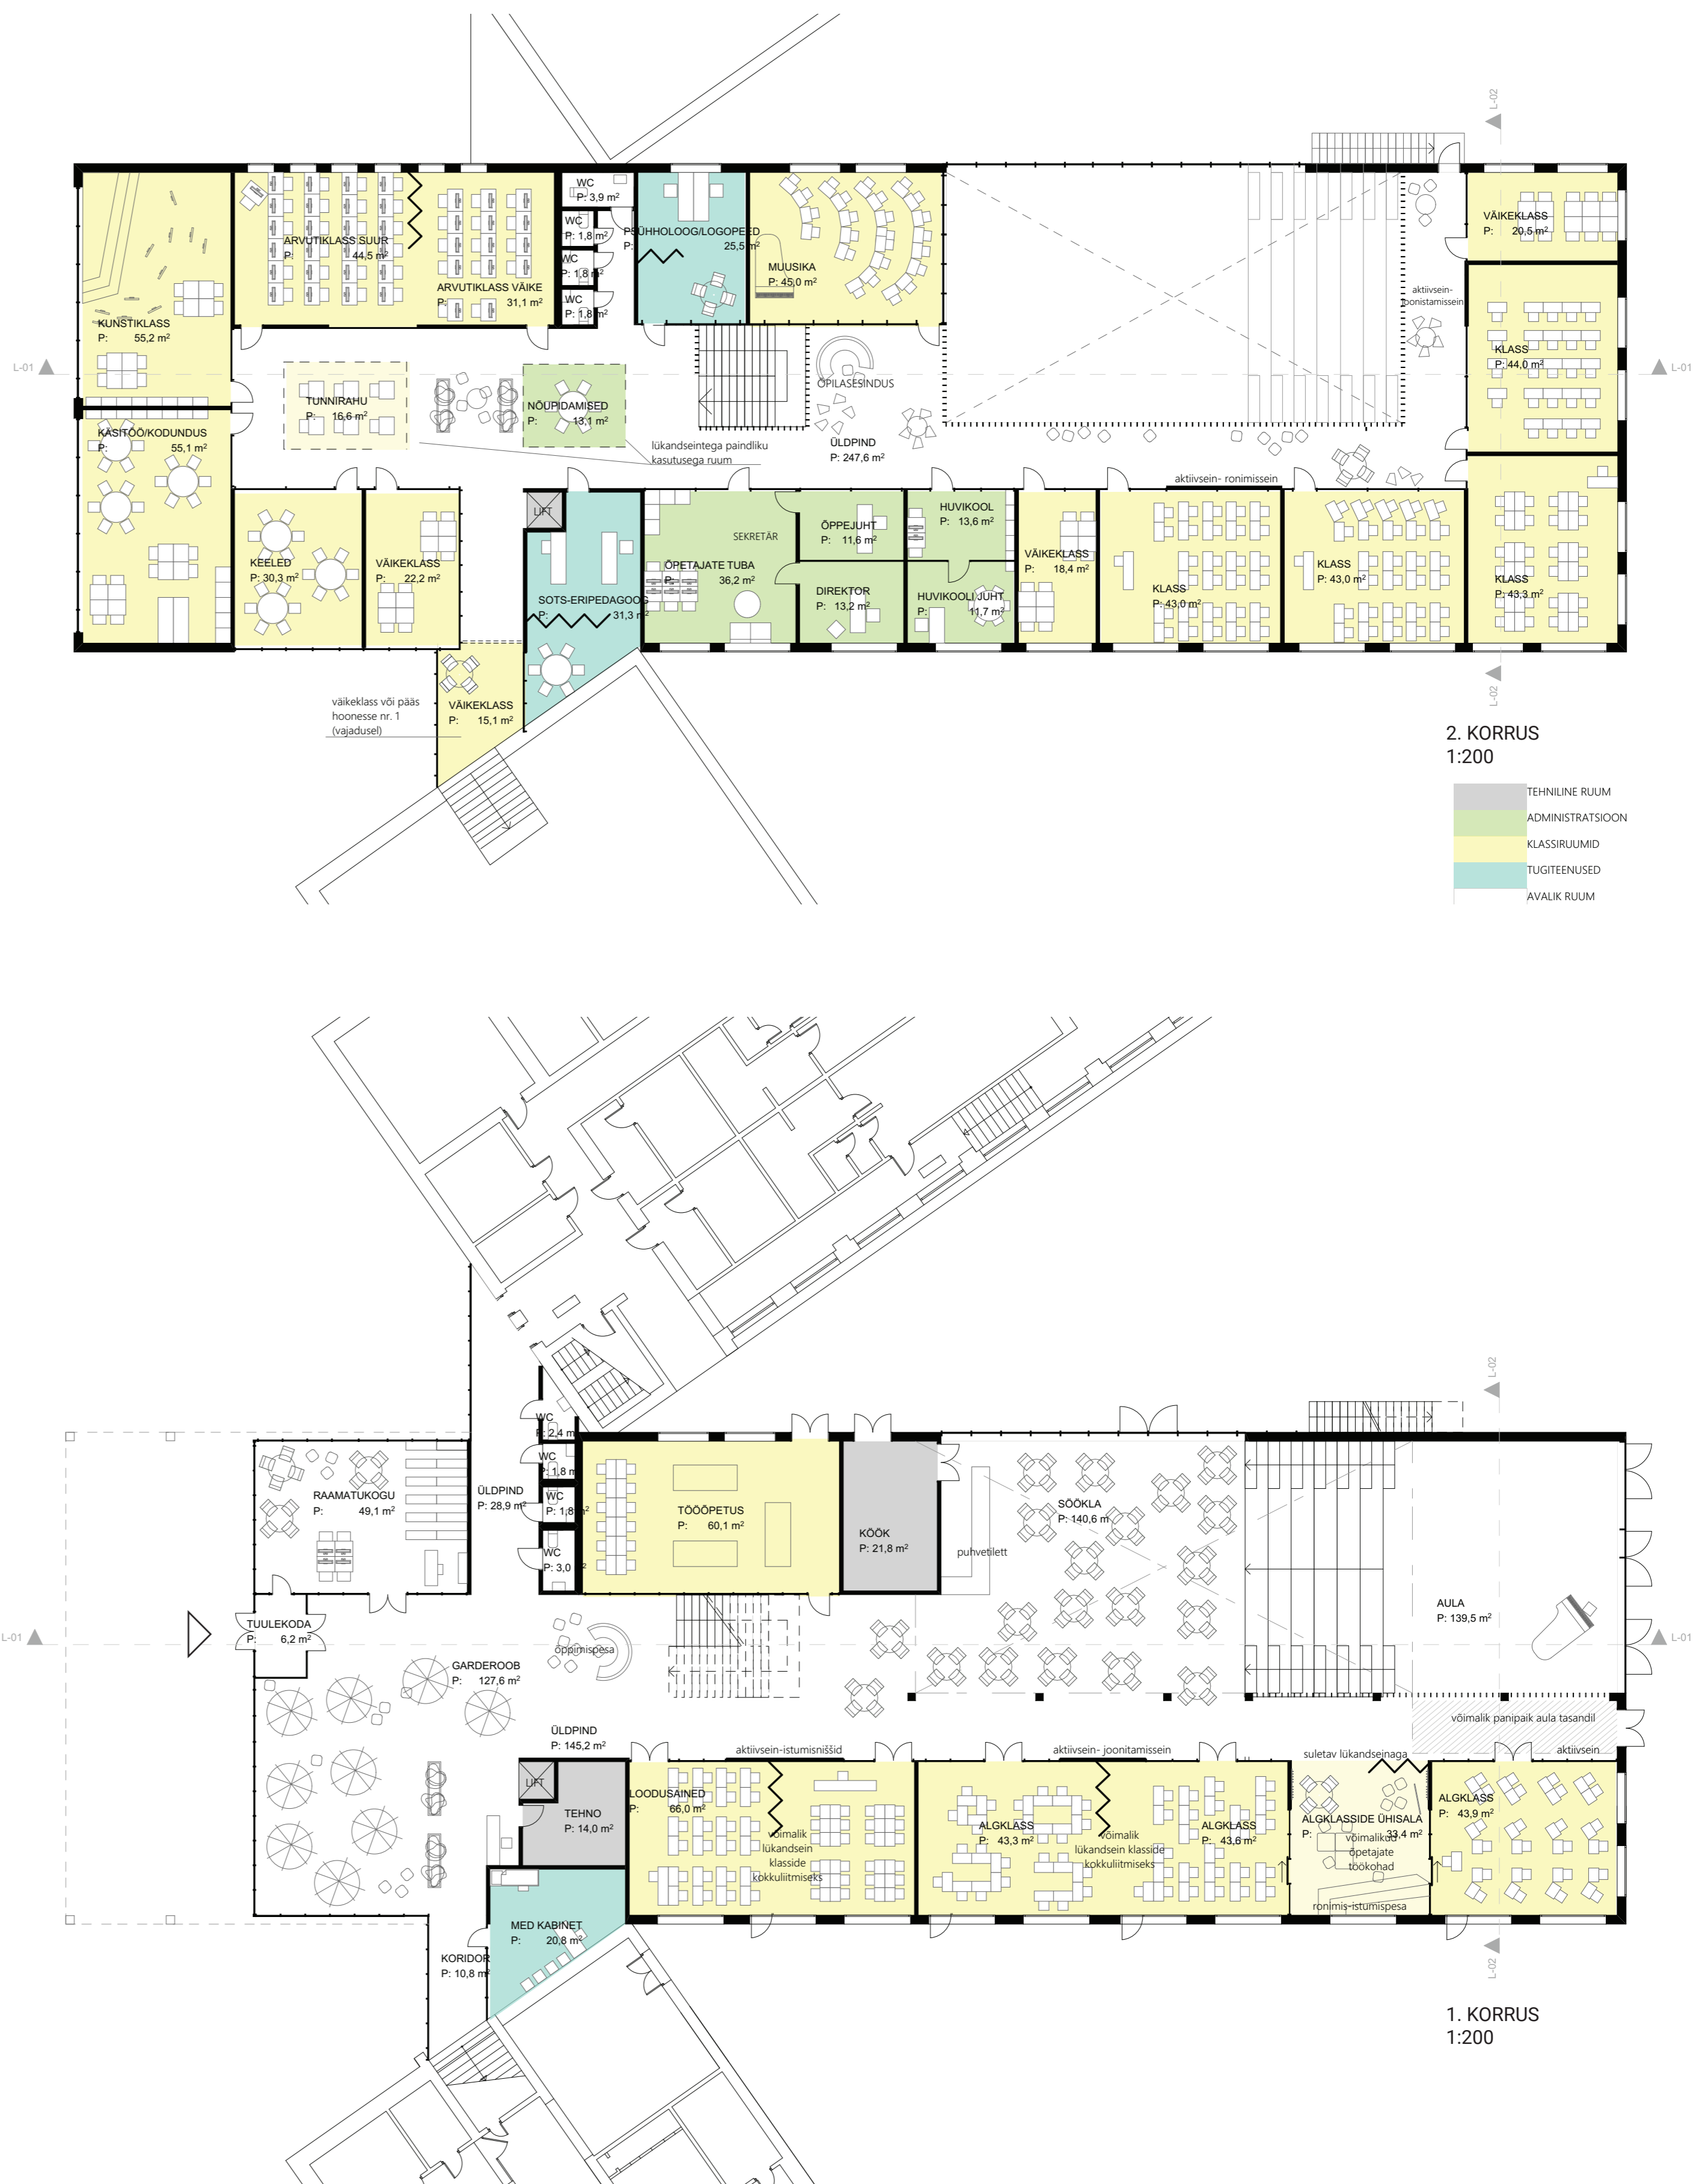 L-02
WC
P: 3,9 m²
WC
P: 1,8 m²
WC
P: 1,8 m²
WC
P: 1,8 m²
PSÜHHOLOOG/LOGOPEED
P: 25,5 m²
MUUSIKA
P: 45,0 m²
ARVUTIKLASS SUUR
P: 44,5 m²
ARVUTIKLASS VÄIKE
P: 31,1 m²
KUNSTIKLASS
P: 55,2 m²
VÄIKEKLASS
P: 20,5 m²
aktiivsein-
joonistamissein
KLASS
P: 44,0 m²
L-01
L-01
ÕPILASESINDUS
TUNNIRAHU
P: 16,6 m²
NÕUPIDAMISED
P: 13,1 m²
KÄSITÖÖ/KODUNDUS
P: 55,1 m²
lükandseintega paindliku
kasutusega ruum
ÜLDPIND
P: 247,6 m²
aktiivsein- ronimissein
LIFT
SEKRETÄR
ÕPPEJUHT
P: 11,6 m²
HUVIKOOL
P: 13,6 m²
KEELED
P: 30,3 m²
VÄIKEKLASS
P: 22,2 m²
ÕPETAJATE TUBA
P: 36,2 m²
VÄIKEKLASS
P: 18,4 m²
KLASS
P: 43,0 m²
KLASS
P: 43,0 m²
KLASS
P: 43,3 m²
SOTS-ERIPEDAGOOG
P: 31,3 m²
DIREKTOR
P: 13,2 m²
HUVIKOOLI JUHT
P: 11,7 m²
väikeklass või pääs
hoonesse nr. 1
(vajadusel)
VÄIKEKLASS
P: 15,1 m²
L-02
2. KORRUS
1:200
TEHNILINE RUUM
ADMINISTRATSIOON
KLASSIRUUMID
TUGITEENUSED
AVALIK RUUM
L-02
WC
P: 2,4 m
WC
P: 1,8 m
WC
P: 1,8 m²
WC
P: 3,0 m²
RAAMATUKOGU
P: 49,1 m²
ÜLDPIND
P: 28,9 m²
TÖÖÕPETUS
P: 60,1 m²
KÖÖK
P: 21,8 m²
puhvetilett
SÖÖKLA
P: 140,6 m
AULA
P: 139,5 m²
TUULEKODA
P: 6,2 m²
L-01
L-01
õppimispesa
GARDEROOB
P: 127,6 m²
ÜLDPIND
P: 145,2 m²
võimalik panipaik aula tasandil
aktiivsein-istumisnišid
aktiivsein- joonitamissein
suletav lükandseinaga
aktiivsein
LIFT
TEHNO
P: 14,0 m²
LOODUSAINED
P: 66,0 m²
võimalik
lükandsein
klasside
kokkuliitmiseks
ALGKLASS
P: 43,3 m²
võimalik
lükandsein klasside
kokkuliitmiseks
ALGKLASS
P: 43,6 m²
ALGKLASSIDE ÜHISALA
P: 33,4 m²
võimalikud
õpetajate
töökohad
ronimis-istumispesa
ALGKLASS
P: 43,9 m²
MED KABINET
P: 20,8 m²
KORIDOR
P: 10,8 m²
L-02
1. KORRUS
1:200